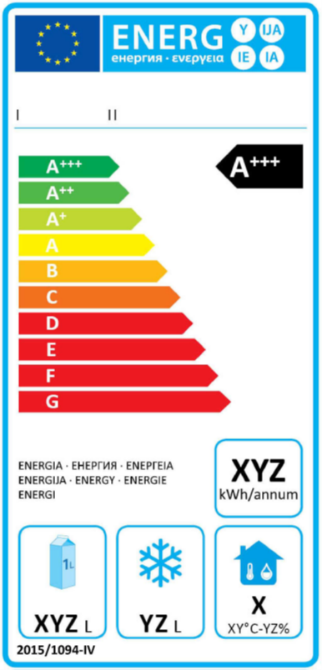 ENERG Y IJA
енергия · ενεργεια IE IA
I II
A+++ A+++
A++
A+
A
B
C
D
E
F
G
ENERGIA · ЕНЕРГИЯ · ΕΝΕΡΓΕΙΑ
ENERGIJA · ENERGY · ENERGIE
ENERGI
XYZ
kWh/annum
1L
XYZ L
YZ L
X
XY°C-YZ%
2015/1094-IV